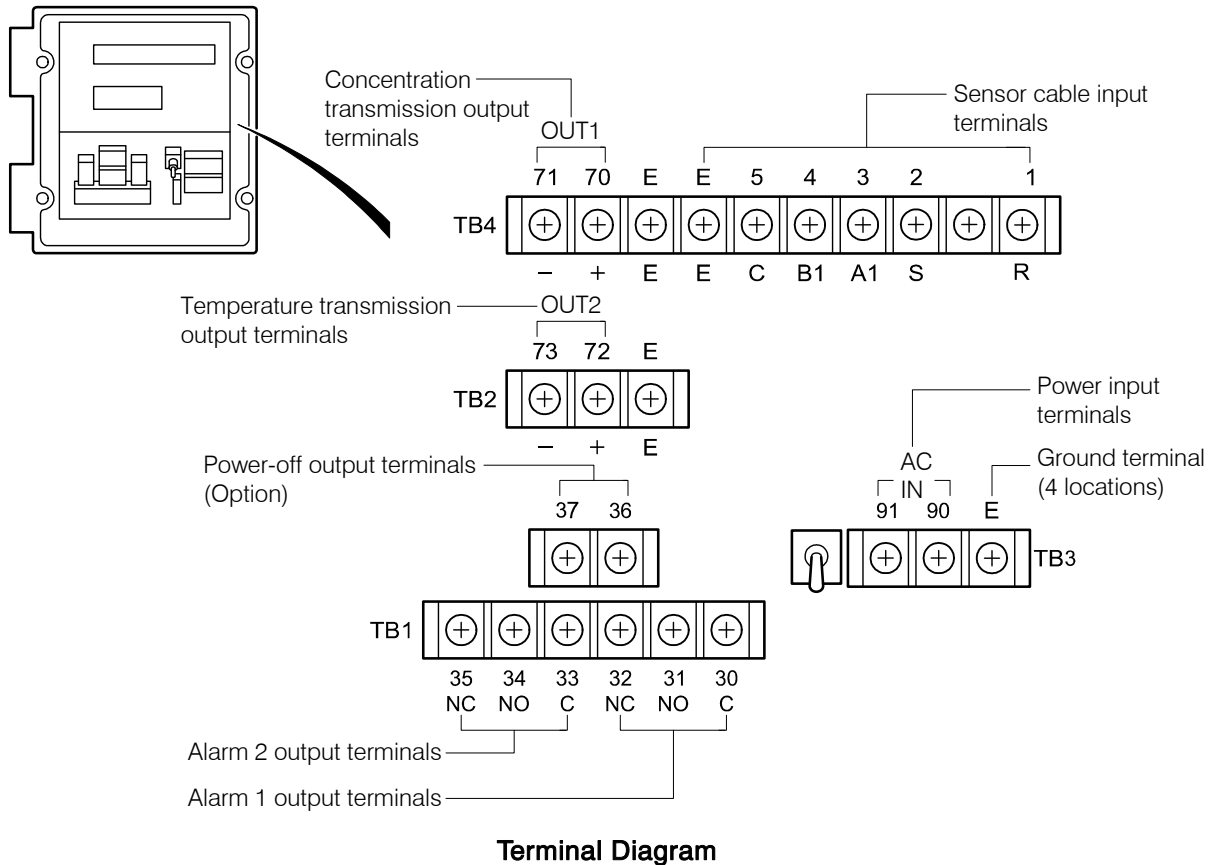 Concentration
transmission output
terminals
Sensor cable input
terminals
OUT1
71 70 E E 5 4 3 2 1
TB4
− + E E C B1 A1 S R
Temperature transmission
output terminals
OUT2
73 72 E
TB2
− + E
Power input
terminals
Power-off output terminals
(Option)
AC
IN
Ground terminal
(4 locations)
37 36
91 90 E
TB3
TB1
35 34 33 32 31 30
NC NO C NC NO C
Alarm 2 output terminals
Alarm 1 output terminals
Terminal Diagram